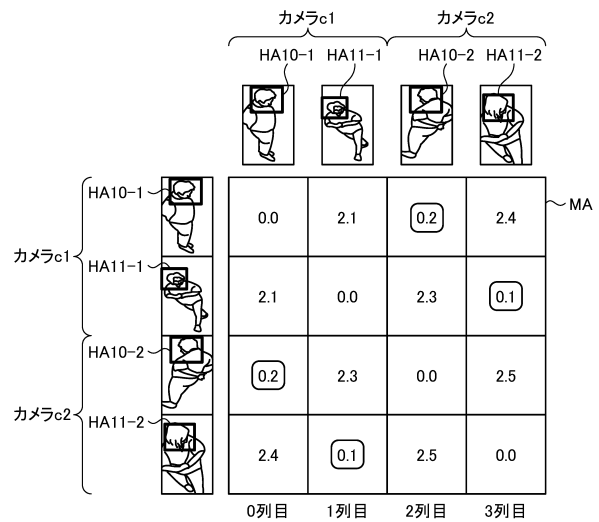 カメラc1 カメラc2
HA10-1 HA11-1 HA10-2 HA11-2
HA10-1 0.0 2.1 0.2 2.4 MA
カメラc1
HA11-1 2.1 0.0 2.3 0.1
HA10-2 0.2 2.3 0.0 2.5
カメラc2
HA11-2 2.4 0.1 2.5 0.0
0列目 1列目 2列目 3列目